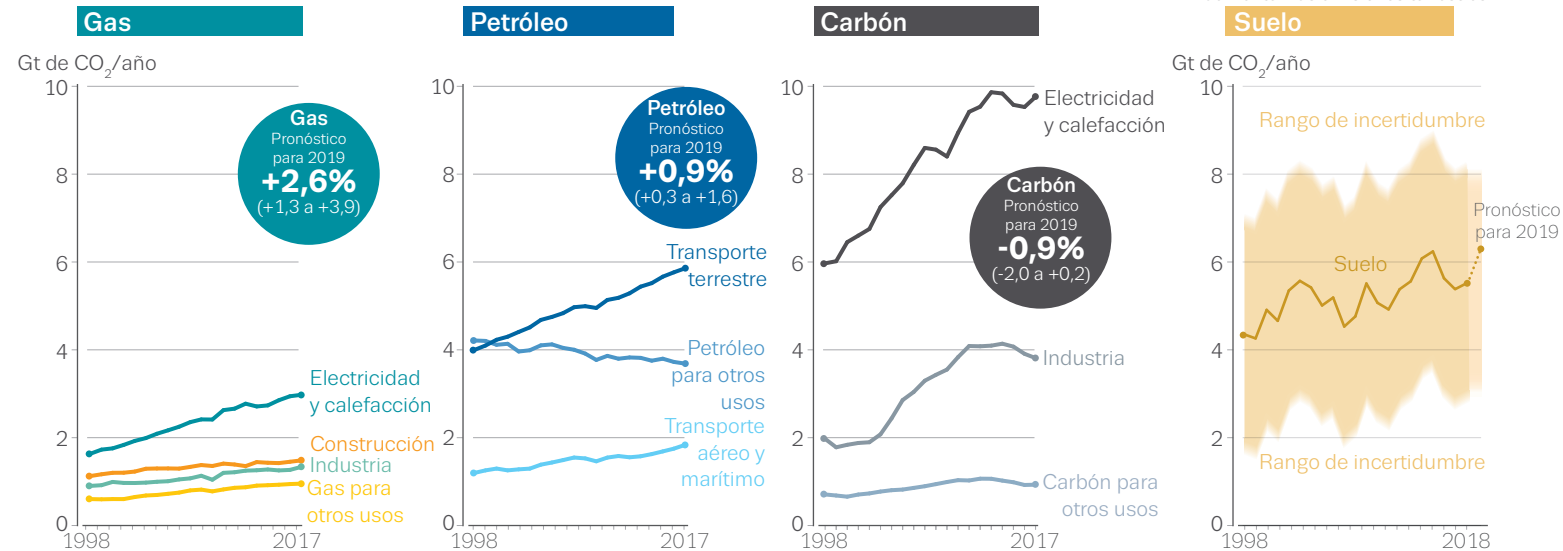 Gas
Gt de CO2/año
10
8
6
4
2
0
1998
2017
Gas
Pronóstico
para 2019
+2,6%
(+1,3 a +3,9)
Electricidad
y calefacción
Construcción
Industria
Gas para
otros usos
Petróleo
10
8
6
4
2
0
1998
2017
Petróleo
Pronóstico
para 2019
+0,9%
(+0,3 a +1,6)
Transporte
terrestre
Petróleo
para otros
usos
Transporte
aéreo y
marítimo
Carbón
10
8
6
4
2
0
1998
2017
Electricidad
y calefacción
Carbón
Pronóstico
para 2019
-0,9%
(-2,0 a +0,2)
Industria
Carbón para
otros usos
Suelo
Gt de CO2/año
10
8
6
4
2
0
1998
2018
Rango de incertidumbre
Pronóstico
para 2019
Suelo
Rango de incertidumbre